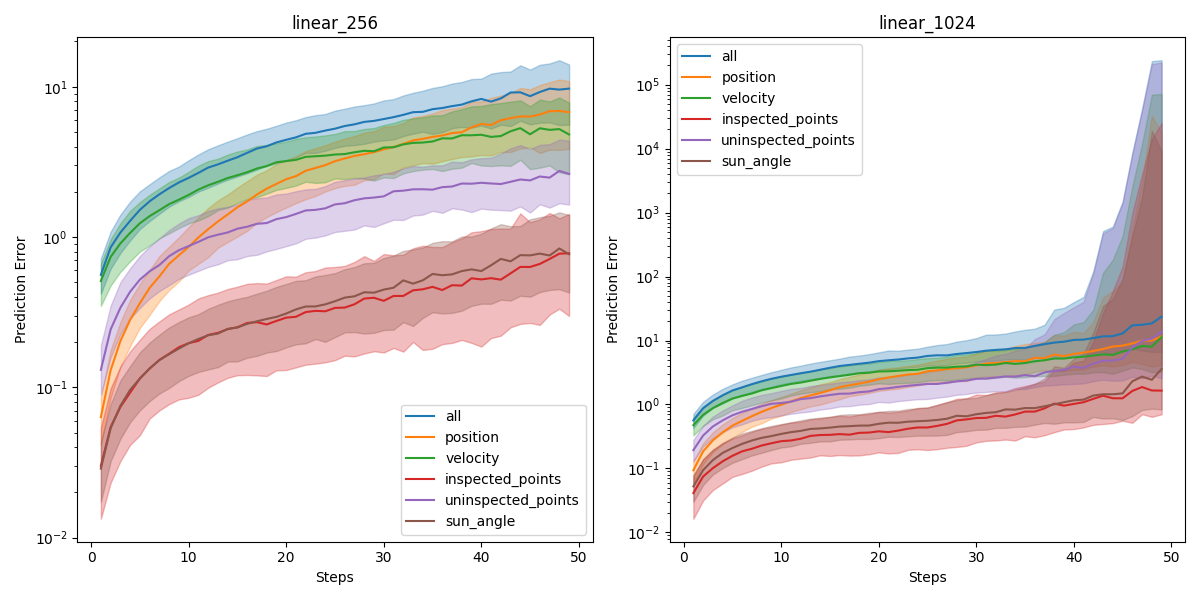 linear_256
Prediction Error
10¹
10⁰
10⁻¹
10⁻²
0 10 20 30 40 50
Steps
all
position
velocity
inspected_points
uninspected_points
sun_angle
linear_1024
Prediction Error
10⁵
10⁴
10³
10²
10¹
10⁰
10⁻¹
10⁻²
0 10 20 30 40 50
Steps
all
position
velocity
inspected_points
uninspected_points
sun_angle